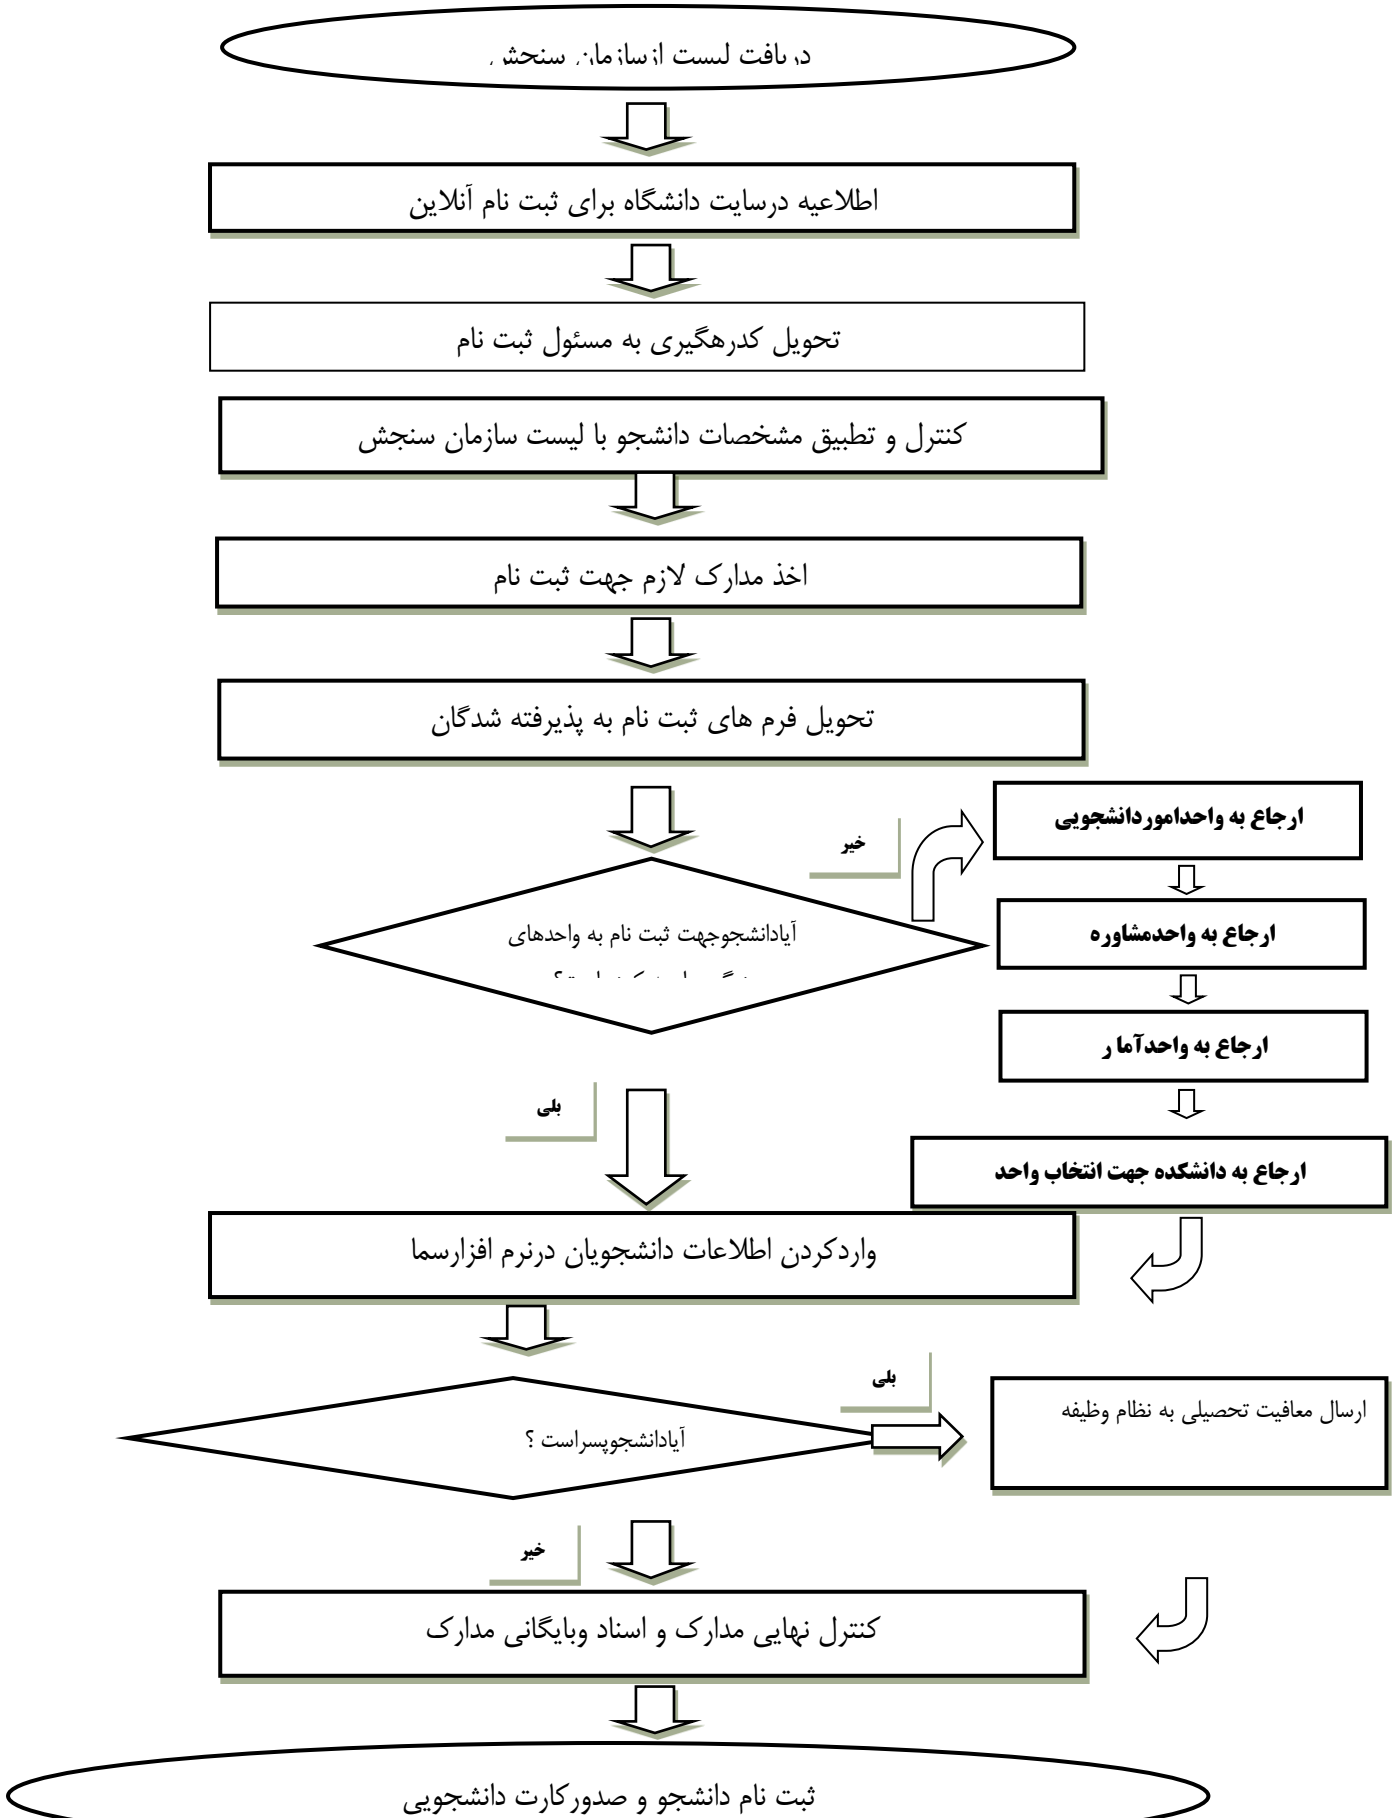 دریافت لیست ازسازمان سنجش
اطلاعیه درسایت دانشگاه برای ثبت نام آنلاین
تحویل کدرهگیری به مسئول ثبت نام
کنترل و تطبیق مشخصات دانشجو با لیست سازمان سنجش
اخذ مدارک لازم جهت ثبت نام
تحویل فرم های ثبت نام به پذیرفته شدگان
ارجاع به واحداموردانشجویی
خیر
ارجاع به واحدمشاوره
آیادانشجوجهت ثبت نام به واحدهای
ارجاع به واحدآما ر
بلی
ارجاع به دانشکده جهت انتخاب واحد
واردکردن اطلاعات دانشجویان درنرم افزارسما
بلی
ارسال معافیت تحصیلی به نظام وظیفه
آیادانشجوپسراست ؟
خیر
کنترل نهایی مدارک و اسناد وبایگانی مدارک
ثبت نام دانشجو و صدورکارت دانشجویی